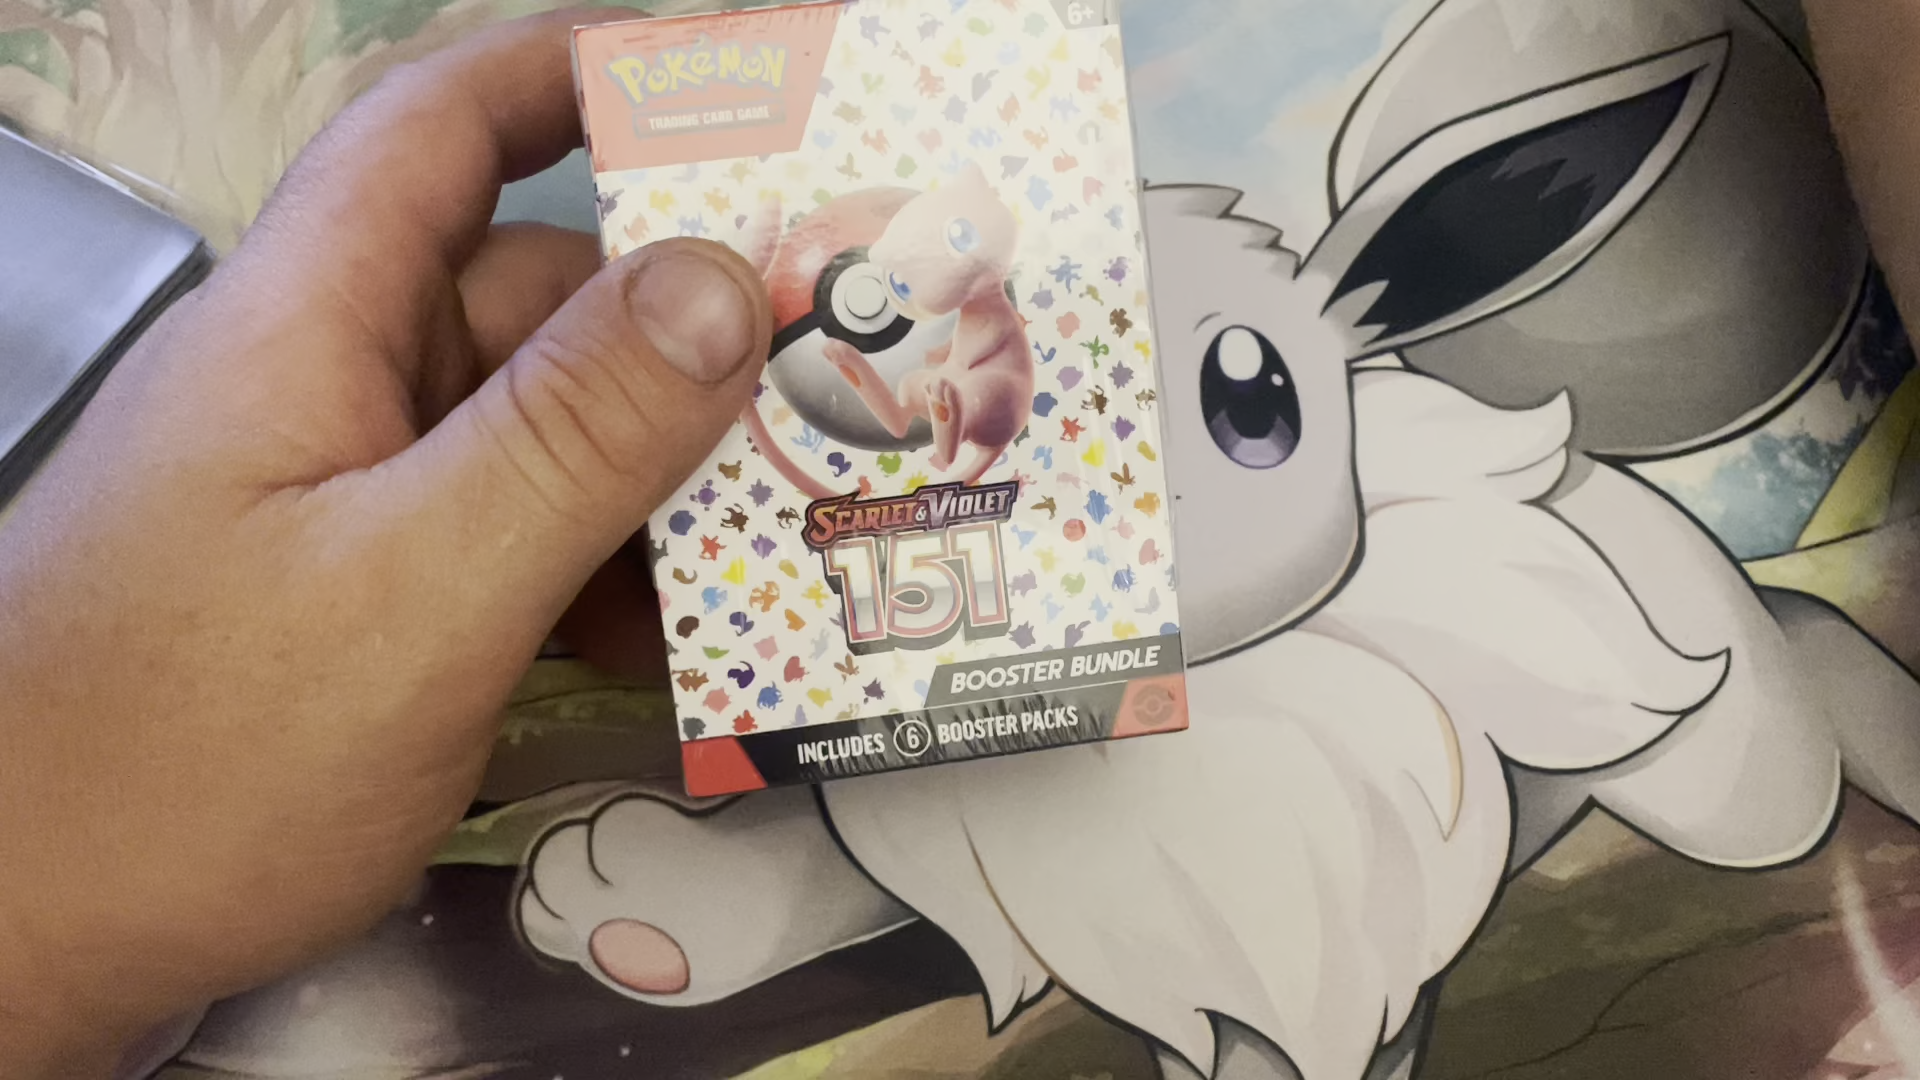 6+
POKéMON
TRADING CARD GAME
SCARLET & VIOLET
151
BOOSTER BUNDLE
INCLUDES 6 BOOSTER PACKS